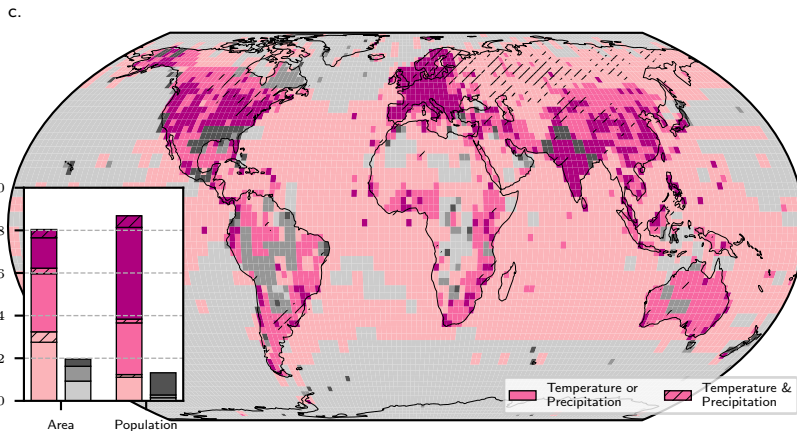 c.
0
8
6
4
2
0
Area Population
Temperature or
Precipitation
Temperature &
Precipitation